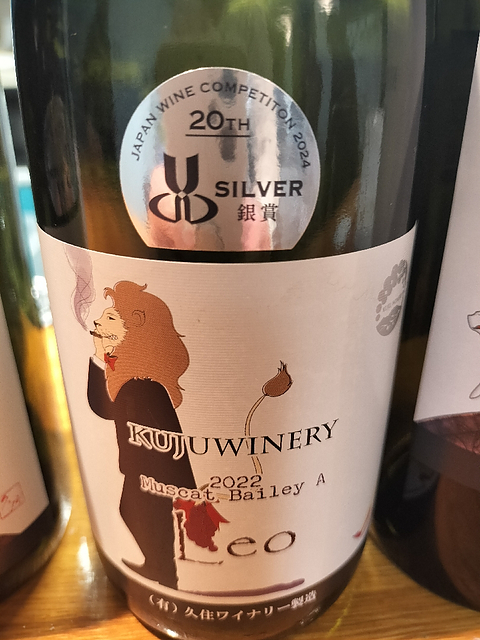 JAPAN WINE COMPETITON 2024
20TH
SILVER
銀賞
KUJUWINERY
2022
Muscat Bailey A
Leo
(有)久住ワイナリー製造